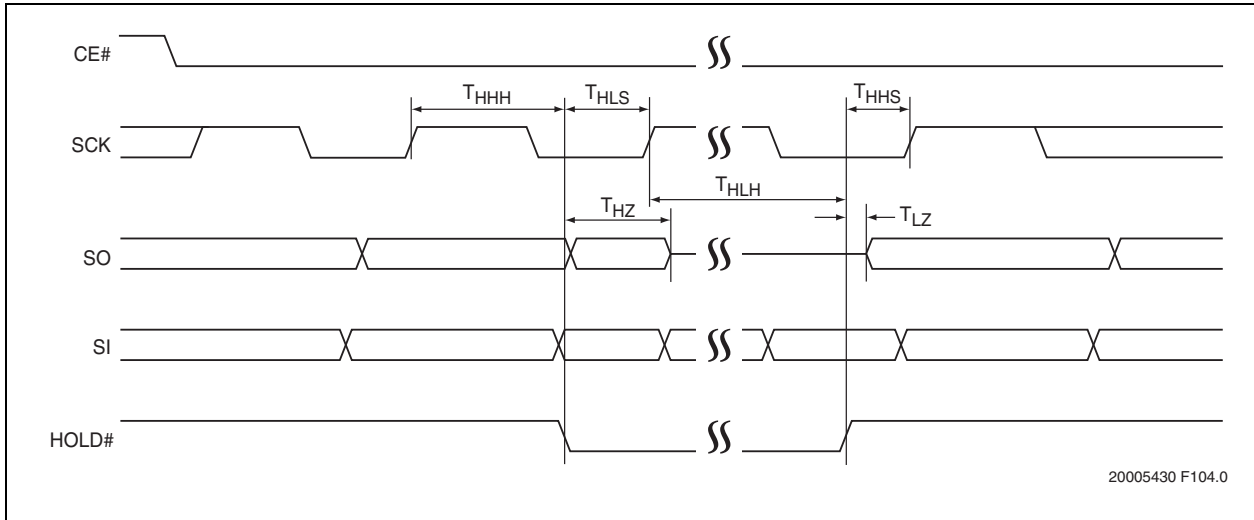 CE#
THHH
THLS
THHS
SCK
THLH
THZ
TLZ
SO
SI
HOLD#
20005430 F104.0